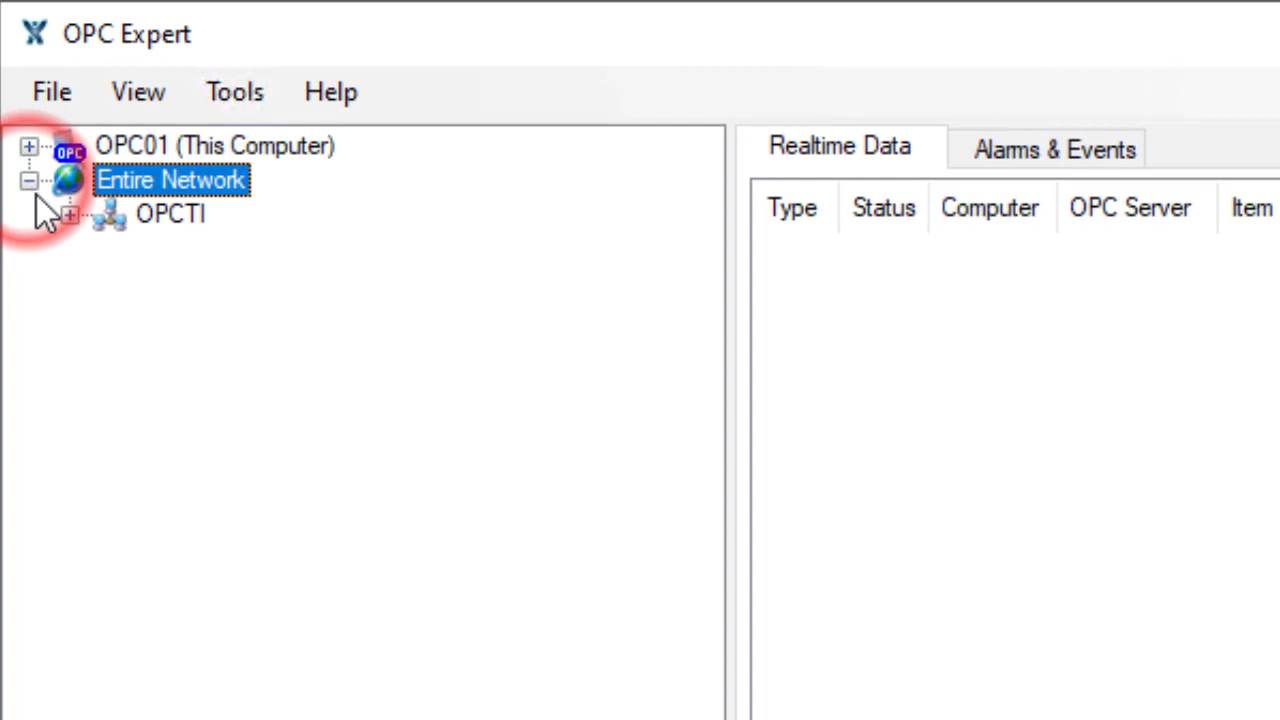 OPC Expert
File View Tools Help
OPC OPC01 (This Computer)
Entire Network
OPCTI
Realtime Data Alarms & Events
Type Status Computer OPC Server Item